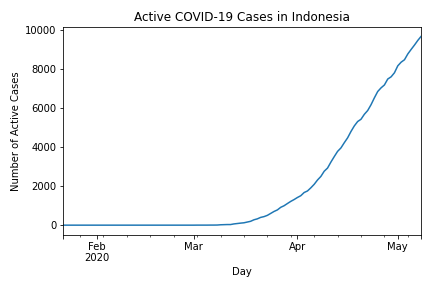 Active COVID-19 Cases in Indonesia
Number of Active Cases
10000
8000
6000
4000
2000
0
Feb
2020
Mar
Apr
May
Day